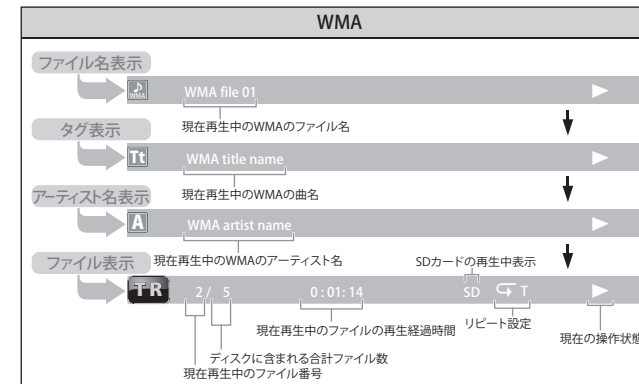 WMA
ファイル名表示
WMA
WMA file 01
現在再生中のWMAのファイル名
タグ表示
Tt
WMA title name
現在再生中のWMAの曲名
アーティスト名表示
A
WMA artist name
現在再生中のWMAのアーティスト名
SDカードの再生中表示
ファイル表示
TR 2 / 5 0 : 01 : 14 SD T
現在再生中のファイルの再生経過時間
リピート設定
現在の操作状態
ディスクに含まれる合計ファイル数
現在再生中のファイル番号